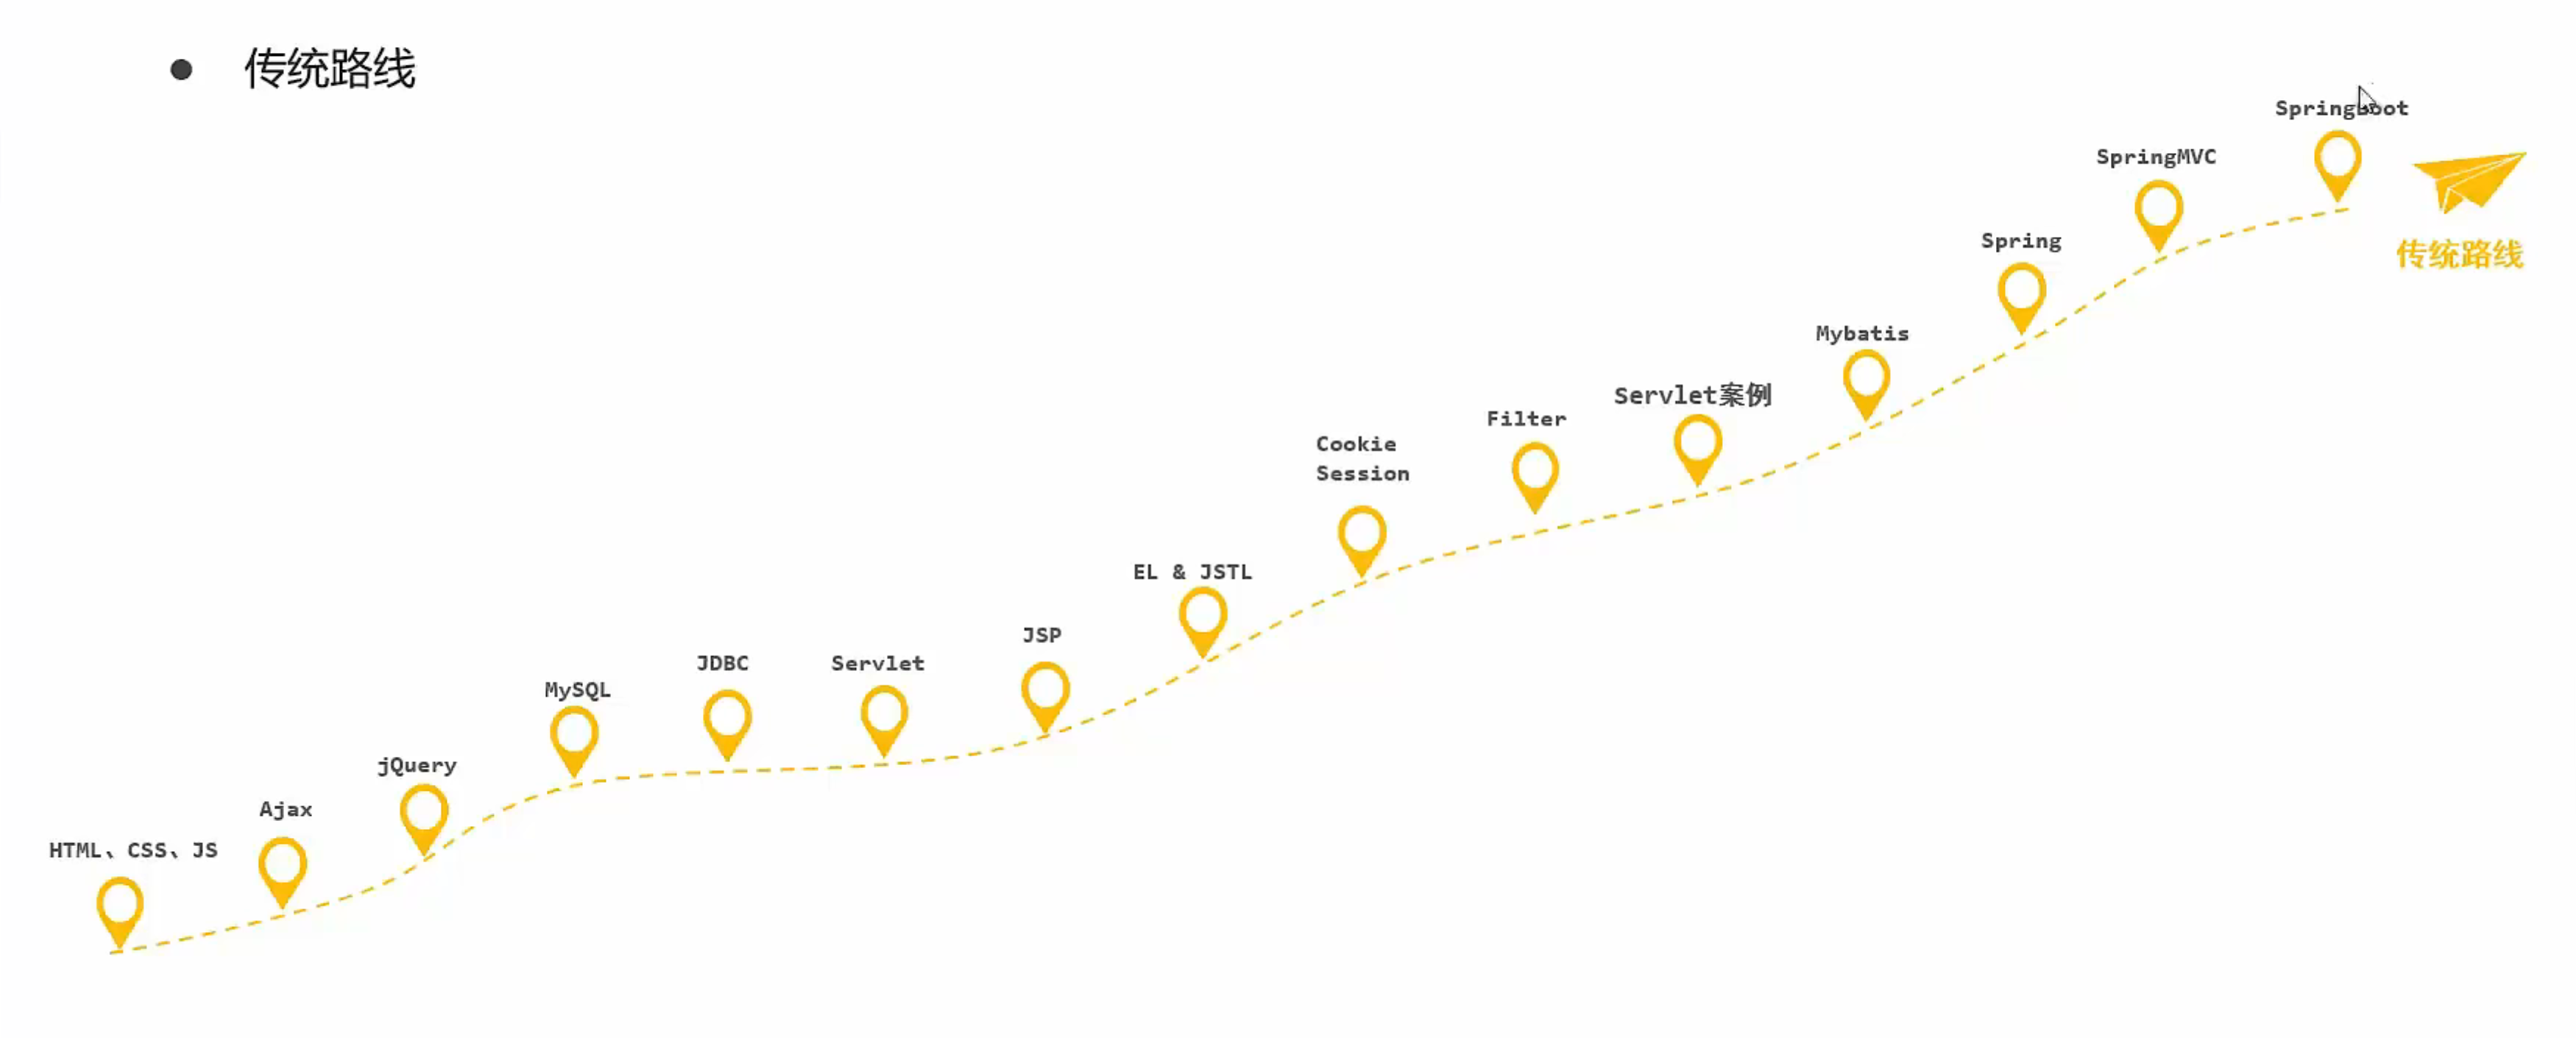 传统路线
HTML、CSS、JS
Ajax
jQuery
MySQL
JDBC
Servlet
JSP
EL & JSTL
Cookie
Session
Filter
Servlet案例
Mybatis
Spring
SpringMVC
SpringBoot
传统路线